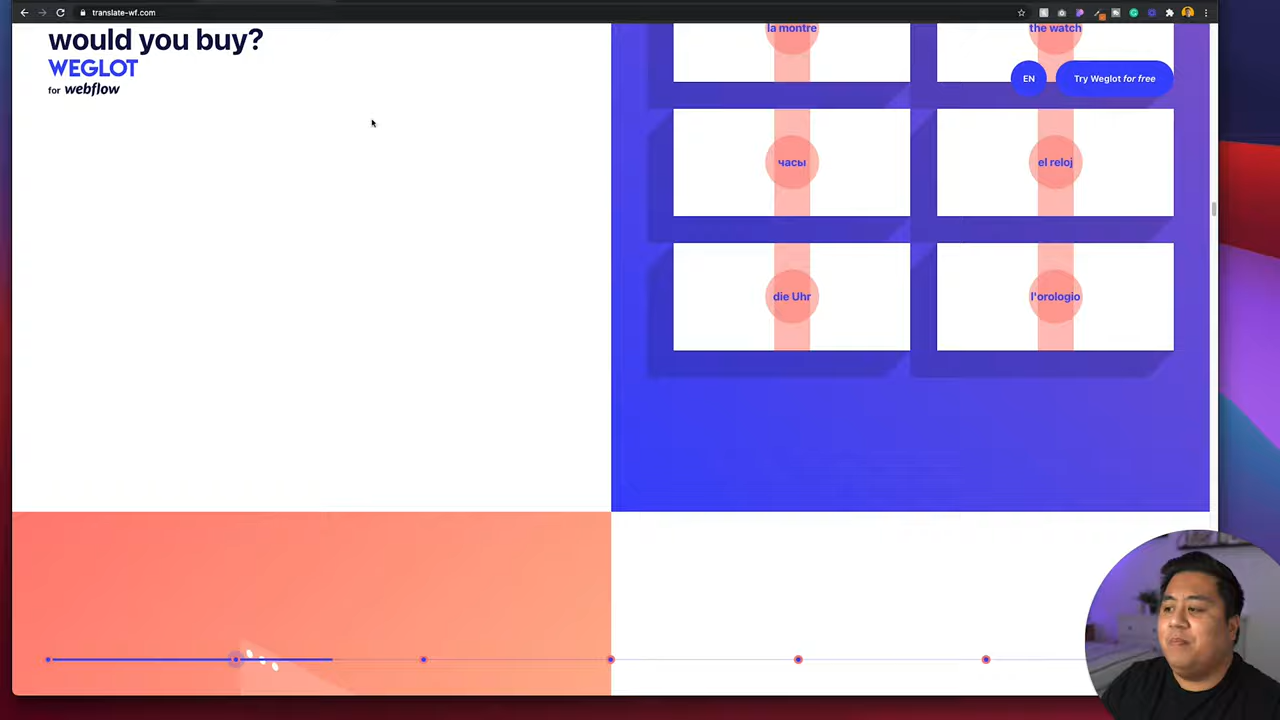 translate-wf.com
would you buy?
WEGLOT
for webflow
la montre
the watch
EN
Try Weglot for free
часы
el reloj
die Uhr
l'orologio